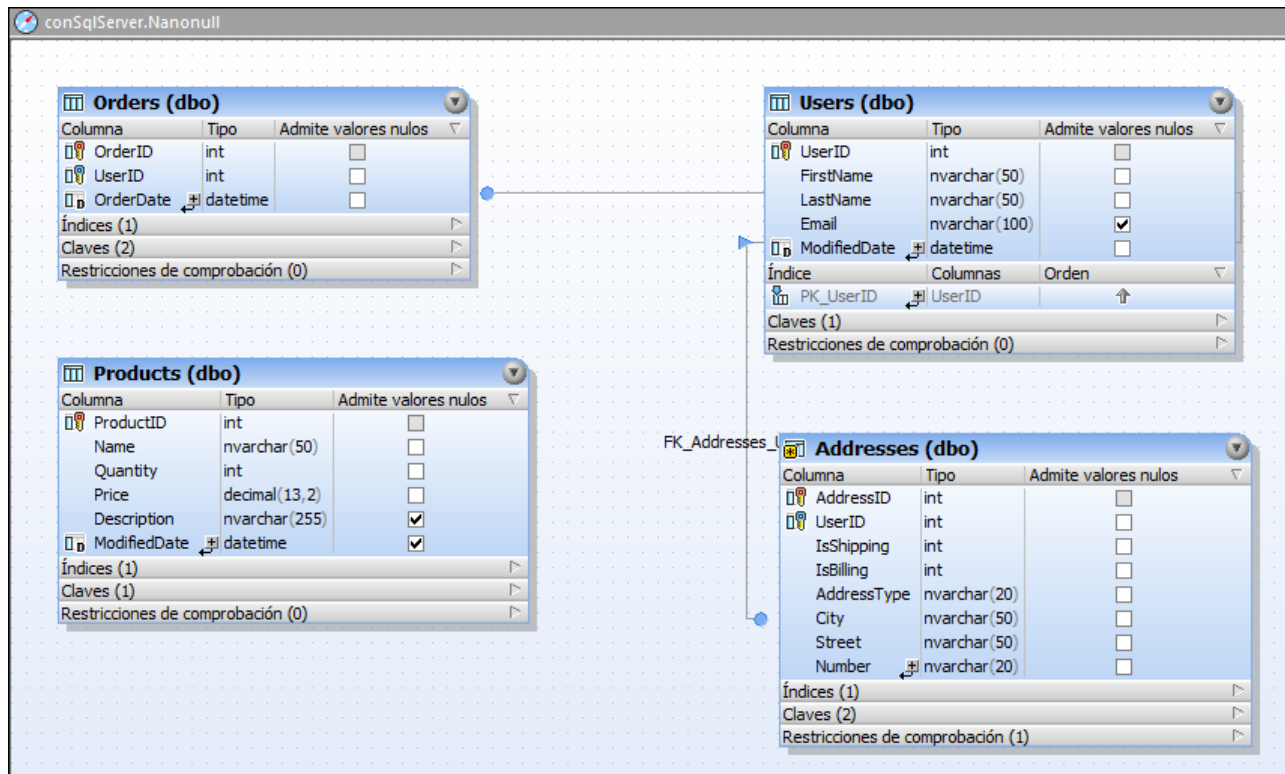 conSqlServer.Nanonull
Orders (dbo)
Columna Tipo Admite valores nulos
OrderID int
UserID int
OrderDate datetime
Índices (1)
Claves (2)
Restricciones de comprobación (0)
Users (dbo)
Columna Tipo Admite valores nulos
UserID int
FirstName nvarchar(50)
LastName nvarchar(50)
Email nvarchar(100)
ModifiedDate datetime
Índice Columnas Orden
PK_UserID UserID
Claves (1)
Restricciones de comprobación (0)
Products (dbo)
Columna Tipo Admite valores nulos
ProductID int
Name nvarchar(50)
Quantity int
Price decimal(13,2)
Description nvarchar(255)
ModifiedDate datetime
Índices (1)
Claves (1)
Restricciones de comprobación (0)
FK_Addresses_
Addresses (dbo)
Columna Tipo Admite valores nulos
AddressID int
UserID int
IsShipping int
IsBilling int
AddressType nvarchar(20)
City nvarchar(50)
Street nvarchar(50)
Number nvarchar(20)
Índices (1)
Claves (2)
Restricciones de comprobación (1)